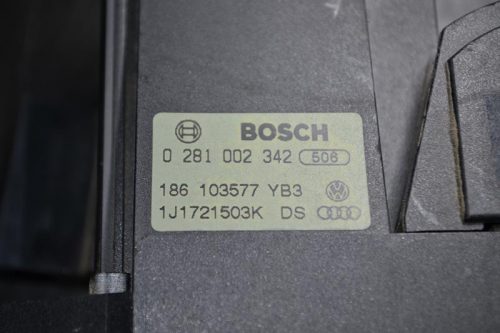 BOSCH
0 281 002 342 506
186 103577 YB3
1J1721503K DS